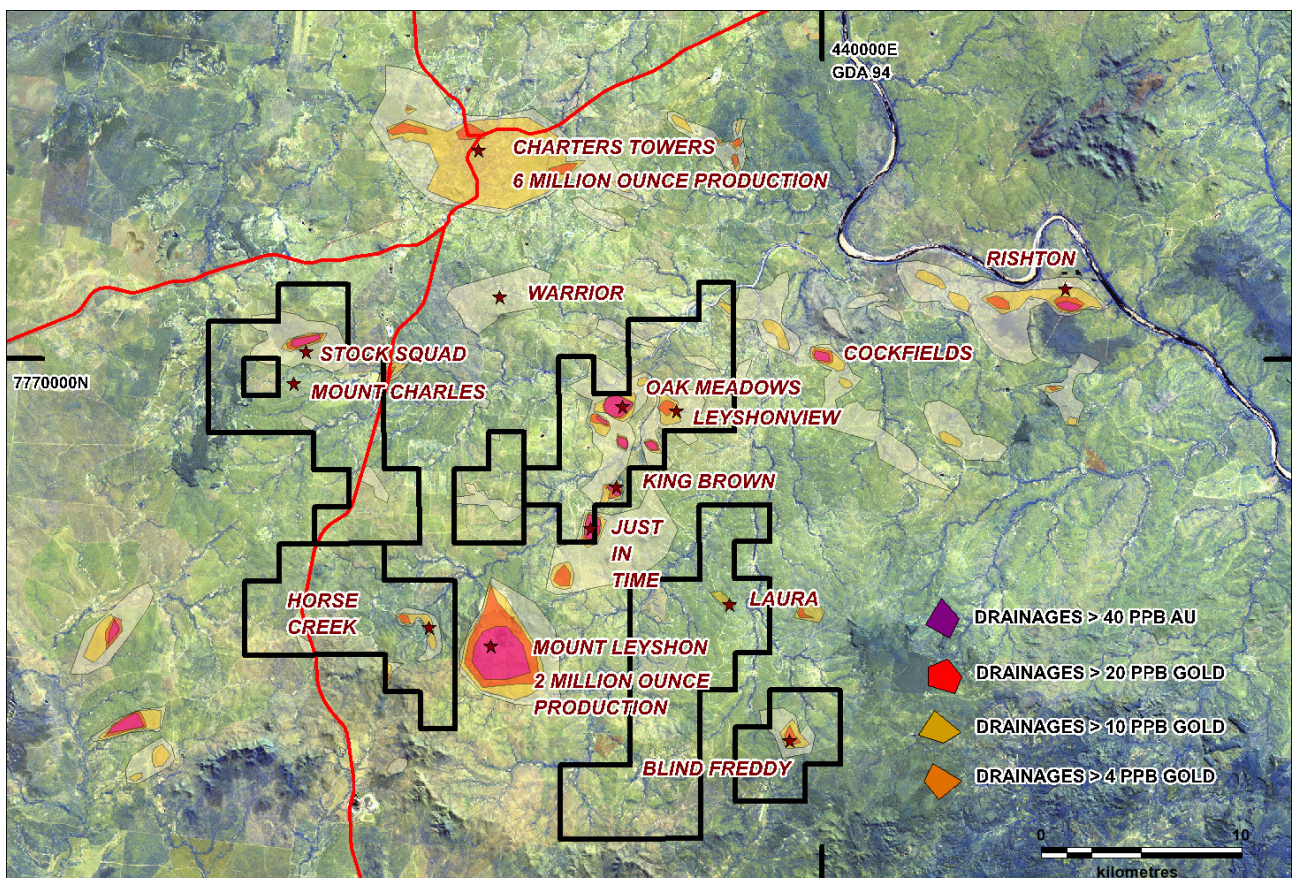 440000E
GDA 94
CHARTERS TOWERS
6 MILLION OUNCE PRODUCTION
RISHTON
WARRIOR
STOCK SQUAD
COCKFIELDS
7770000N
MOUNT CHARLES
OAK MEADOWS
LEYSHONVIEW
KING BROWN
JUST
IN
TIME
HORSE
CREEK
LAURA
MOUNT LEYSHON
2 MILLION OUNCE
PRODUCTION
BLIND FREDDY
DRAINAGES > 40 PPB AU
DRAINAGES > 20 PPB GOLD
DRAINAGES > 10 PPB GOLD
DRAINAGES > 4 PPB GOLD
0 10
kilometres